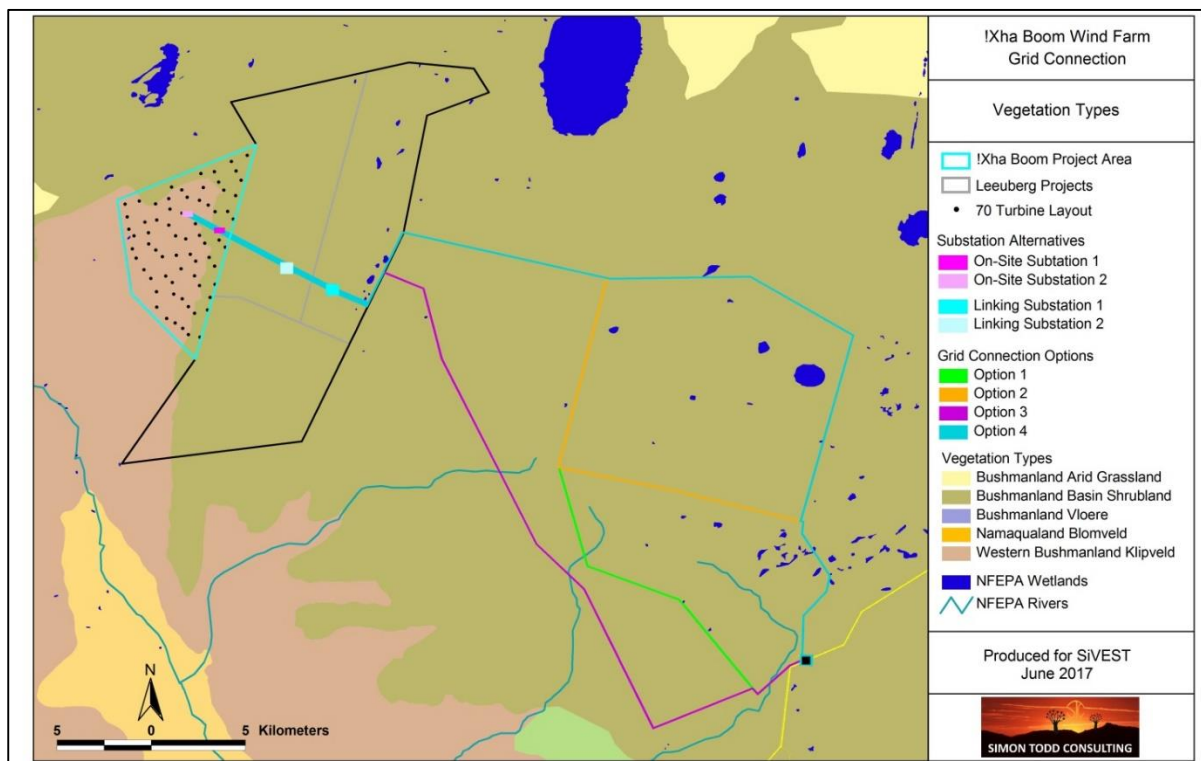 !Xha Boom Wind Farm
Grid Connection
Vegetation Types
!Xha Boom Project Area
Leeuberg Projects
70 Turbine Layout
Substation Alternatives
On-Site Subtation 1
On-Site Substation 2
Linking Substation 1
Linking Substation 2
Grid Connection Options
Option 1
Option 2
Option 3
Option 4
Vegetation Types
Bushmanland Arid Grassland
Bushmanland Basin Shrubland
Bushmanland Vloere
Namaqualand Blomveld
Western Bushmanland Klipveld
NFEPA Wetlands
NFEPA Rivers
Produced for SiVEST
June 2017
SIMON TODD CONSULTING
N
5 0 5 Kilometers